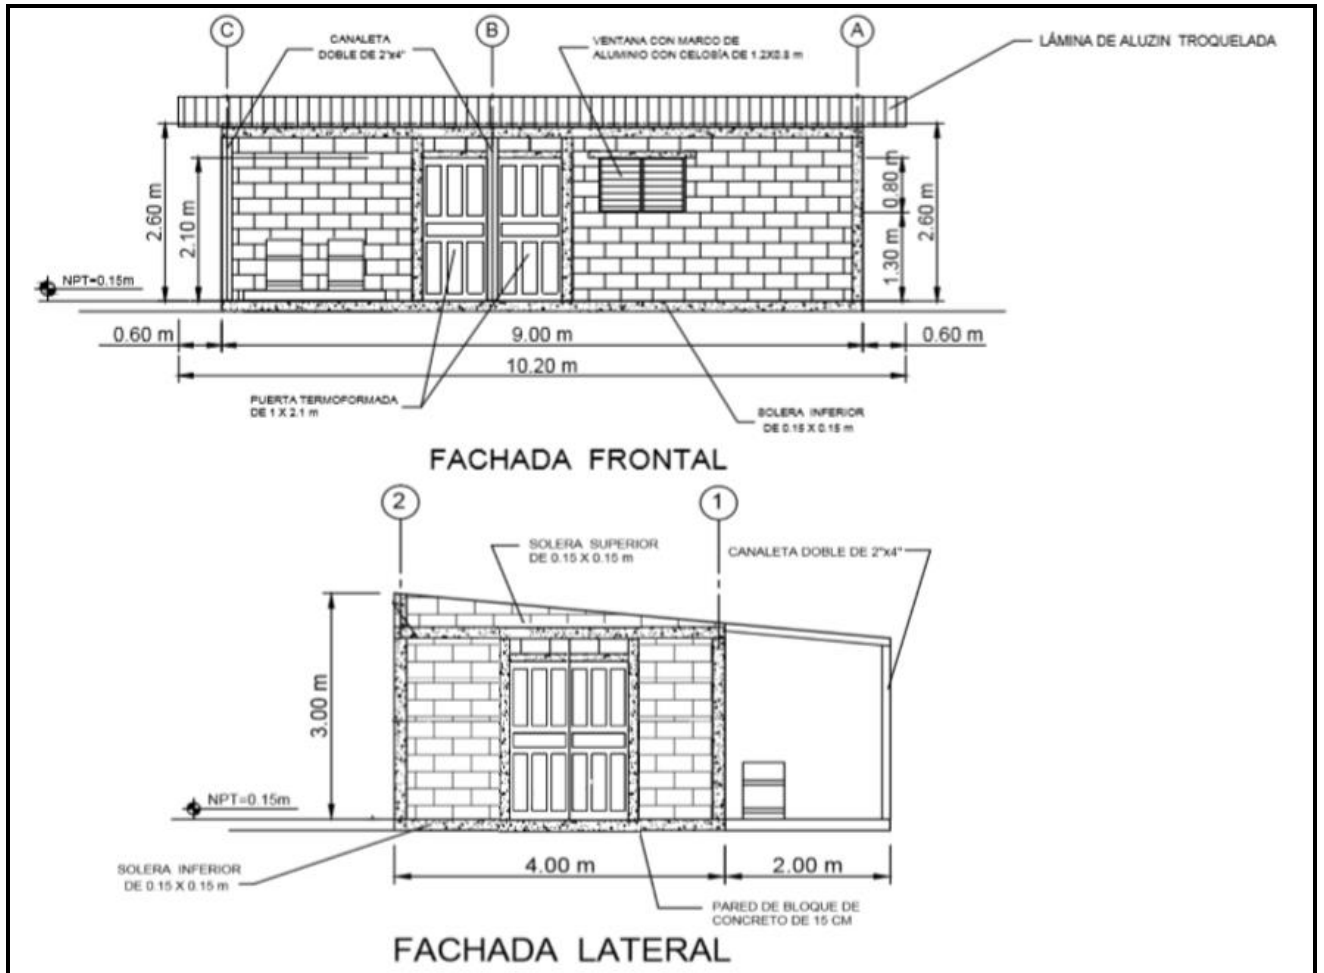 C
B
A
CANALETA
DOBLE DE 2"x4"
VENTANA CON MARCO DE
ALUMINIO CON CELOSÍA DE 1.2X0.8 m
LÁMINA DE ALUZIN TROQUELADA
2.60 m
2.10 m
0.80 m
1.30 m
2.60 m
NPT=0.15m
0.60 m
9.00 m
0.60 m
10.20 m
PUERTA TERMOFORMADA
DE 1 X 2.1 m
SOLERA INFERIOR
DE 0.15 X 0.15 m
FACHADA FRONTAL
2
1
SOLERA SUPERIOR
DE 0.15 X 0.15 m
CANALETA DOBLE DE 2"x4"
3.00 m
NPT=0.15m
SOLERA INFERIOR
DE 0.15 X 0.15 m
4.00 m
2.00 m
PARED DE BLOQUE DE
CONCRETO DE 15 CM
FACHADA LATERAL